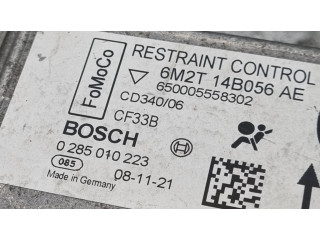 FoMoCo
RESTRAINT CONTROL
6M2T 14B056 AE
650005558302
CD340/06
CF33B
BOSCH
0 285 010 223
085
Made in Germany
08-11-21